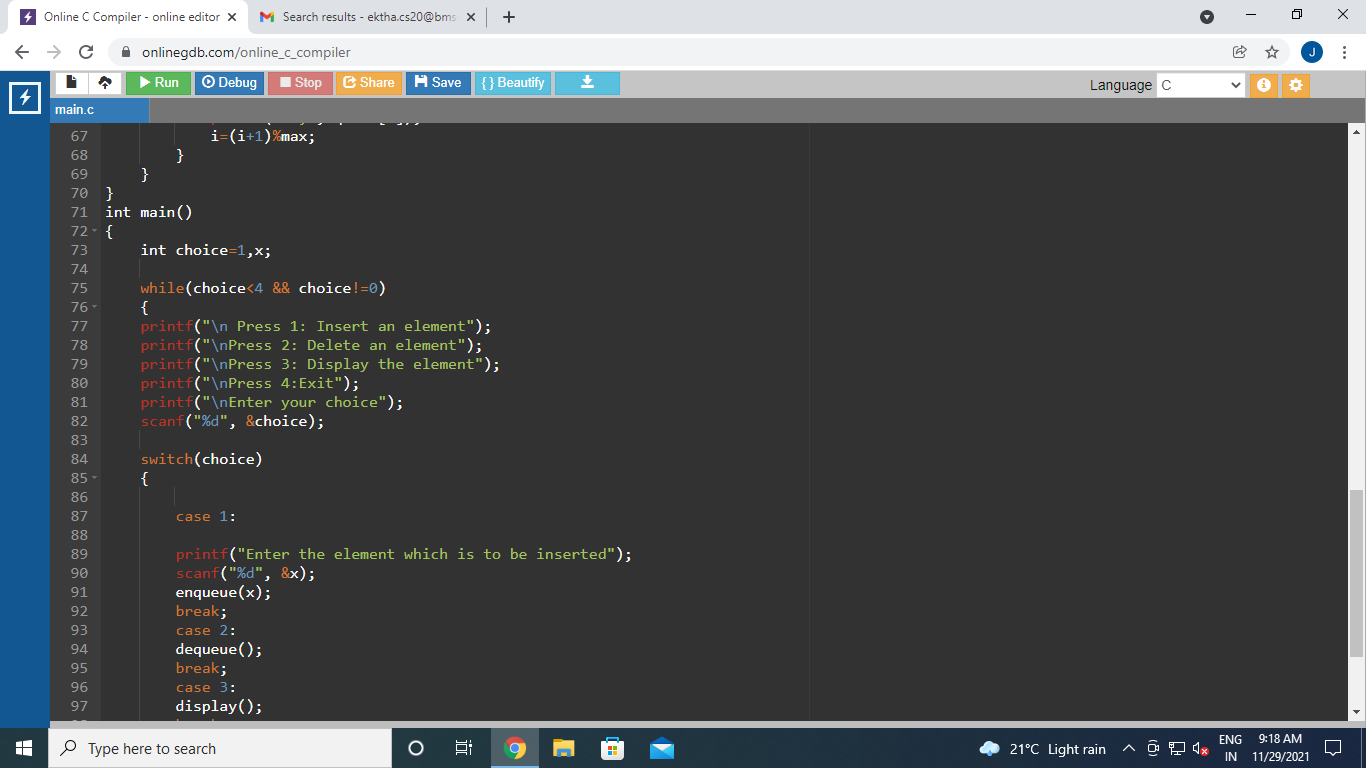 Online C Compiler - online editor
Search results - ektha.cs20@bms
onlinegdb.com/online_c_compiler
J
Run
Debug
Stop
Share
Save
{ } Beautify
Language C
main.c
67 i=(i+1)%max;
68 }
69 }
70 }
71 int main()
72 {
73 int choice=1,x;
74
75 while(choice<4 && choice!=0)
76 {
77 printf("\n Press 1: Insert an element");
78 printf("\nPress 2: Delete an element");
79 printf("\nPress 3: Display the element");
80 printf("\nPress 4:Exit");
81 printf("\nEnter your choice");
82 scanf("%d", &choice);
83
84 switch(choice)
85 {
86
87 case 1:
88
89 printf("Enter the element which is to be inserted");
90 scanf("%d", &x);
91 enqueue(x);
92 break;
93 case 2:
94 dequeue();
95 break;
96 case 3:
97 display();
Type here to search
21°C Light rain
ENG
IN
9:18 AM
11/29/2021